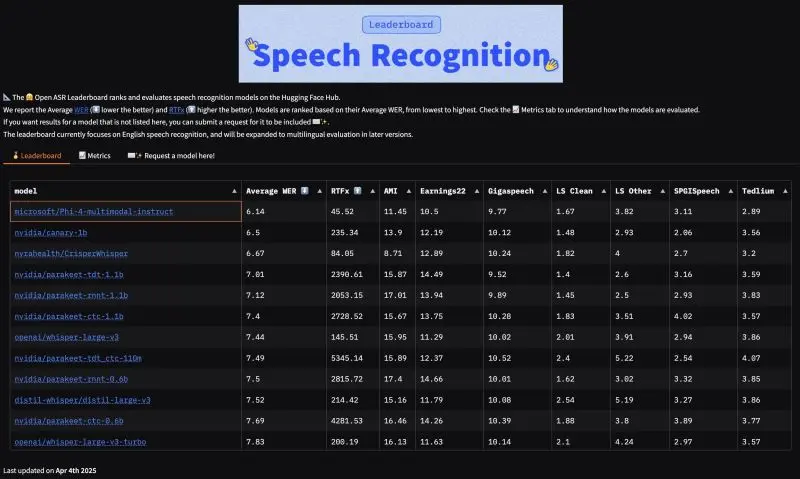 Leaderboard
Speech Recognition
The 🤗 Open ASR Leaderboard ranks and evaluates speech recognition models on the Hugging Face Hub.
We report the Average WER (⬇️ lower the better) and RTFx (⬆️ higher the better). Models are ranked based on their Average WER, from lowest to highest. Check the 📈 Metrics tab to understand how the models are evaluated.
If you want results for a model that is not listed here, you can submit a request for it to be included ✉️✨.
The leaderboard currently focuses on English speech recognition, and will be expanded to multilingual evaluation in later versions.
🏅 Leaderboard 📈 Metrics ✉️✨ Request a model here!
model Average WER ⬇️ RTFx ⬆️ AMI Earnings22 Gigaspeech LS Clean LS Other SPGISpeech Tedlium
microsoft/Phi-4-multimodal-instruct 6.14 45.52 11.45 10.5 9.77 1.67 3.82 3.11 2.89
nvidia/canary-1b 6.5 235.34 13.9 12.19 10.12 1.48 2.93 2.06 3.56
nyrahealth/CrisperWhisper 6.67 84.05 8.71 12.89 10.24 1.82 4 2.7 3.2
nvidia/parakeet-tdt-1.1b 7.01 2390.61 15.87 14.49 9.52 1.4 2.6 3.16 3.59
nvidia/parakeet-rnnt-1.1b 7.12 2053.15 17.01 13.94 9.89 1.45 2.5 2.93 3.83
nvidia/parakeet-ctc-1.1b 7.4 2728.52 15.67 13.75 10.28 1.83 3.51 4.02 3.57
openai/whisper-large-v3 7.44 145.51 15.95 11.29 10.02 2.01 3.91 2.94 3.86
nvidia/parakeet-tdt_ctc-110m 7.49 5345.14 15.89 12.37 10.52 2.4 5.22 2.54 4.07
nvidia/parakeet-rnnt-0.6b 7.5 2815.72 17.4 14.66 10.01 1.62 3.02 3.32 3.85
distil-whisper/distil-large-v3 7.52 214.42 15.16 11.79 10.08 2.54 5.19 3.27 3.86
nvidia/parakeet-ctc-0.6b 7.69 4281.53 16.46 14.26 10.39 1.88 3.8 3.89 3.77
openai/whisper-large-v3-turbo 7.83 200.19 16.13 11.63 10.14 2.1 4.24 2.97 3.57
Last updated on Apr 4th 2025